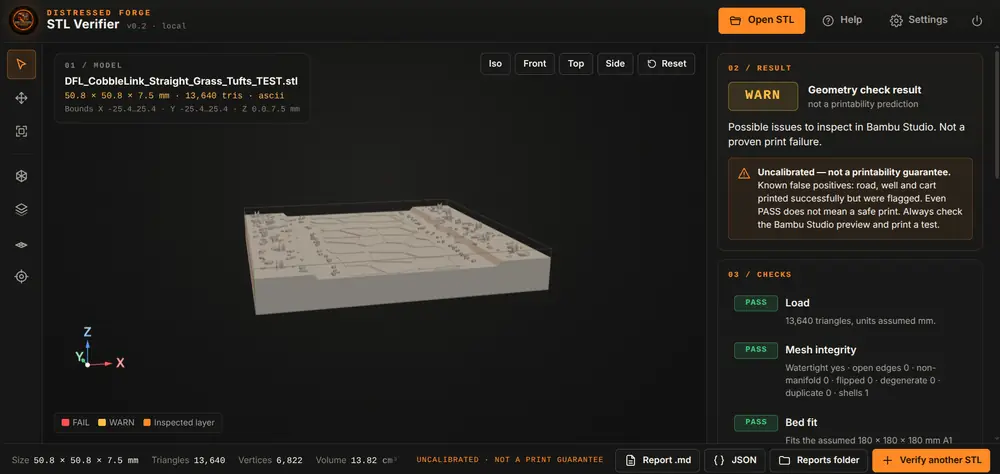 DISTRESSED FORGE
STL Verifier v0.2 · local
Open STL
Help
Settings
01 / MODEL
DFL_CobbleLink_Straight_Grass_Tufts_TEST.stl
50.8 × 50.8 × 7.5 mm · 13,640 tris · ascii
Bounds X -25.4…25.4 · Y -25.4…25.4 · Z 0.0…7.5 mm
Iso
Front
Top
Side
Reset
02 / RESULT
WARN
Geometry check result
not a printability prediction
Possible issues to inspect in Bambu Studio. Not a
proven print failure.
Uncalibrated — not a printability guarantee.
Known false positives: road, well and cart
printed successfully but were flagged. Even
PASS does not mean a safe print. Always check
the Bambu Studio preview and print a test.
03 / CHECKS
PASS
Load
13,640 triangles, units assumed mm.
PASS
Mesh integrity
Watertight yes · open edges 0 · non-
manifold 0 · flipped 0 · degenerate 0 ·
duplicate 0 · shells 1
PASS
Bed fit
Fits the assumed 180 × 180 × 180 mm A1
Z
Y
X
FAIL
WARN
Inspected layer
Size 50.8 × 50.8 × 7.5 mm
Triangles 13,640
Vertices 6,822
Volume 13.82 cm³
UNCALIBRATED · NOT A PRINT GUARANTEE
Report .md
{ } JSON
Reports folder
Verify another STL